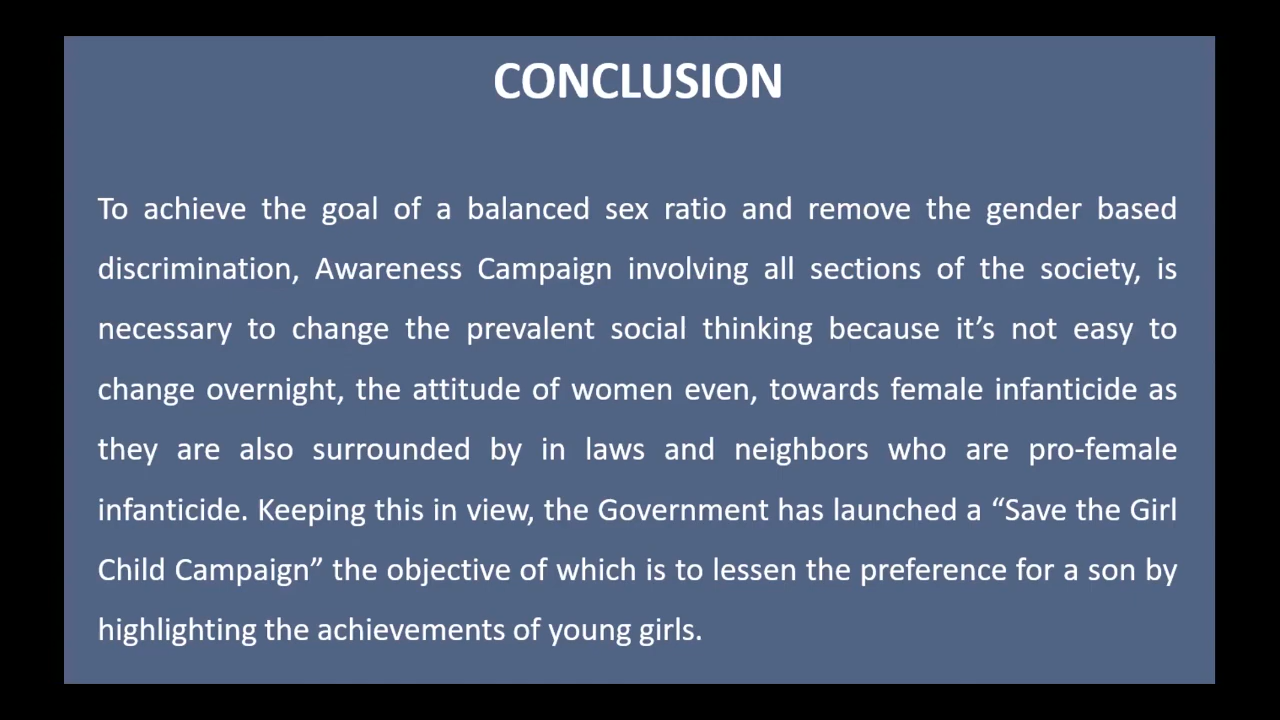 CONCLUSION
To achieve the goal of a balanced sex ratio and remove the gender based
discrimination, Awareness Campaign involving all sections of the society, is
necessary to change the prevalent social thinking because it’s not easy to
change overnight, the attitude of women even, towards female infanticide as
they are also surrounded by in laws and neighbors who are pro-female
infanticide. Keeping this in view, the Government has launched a “Save the Girl
Child Campaign” the objective of which is to lessen the preference for a son by
highlighting the achievements of young girls.